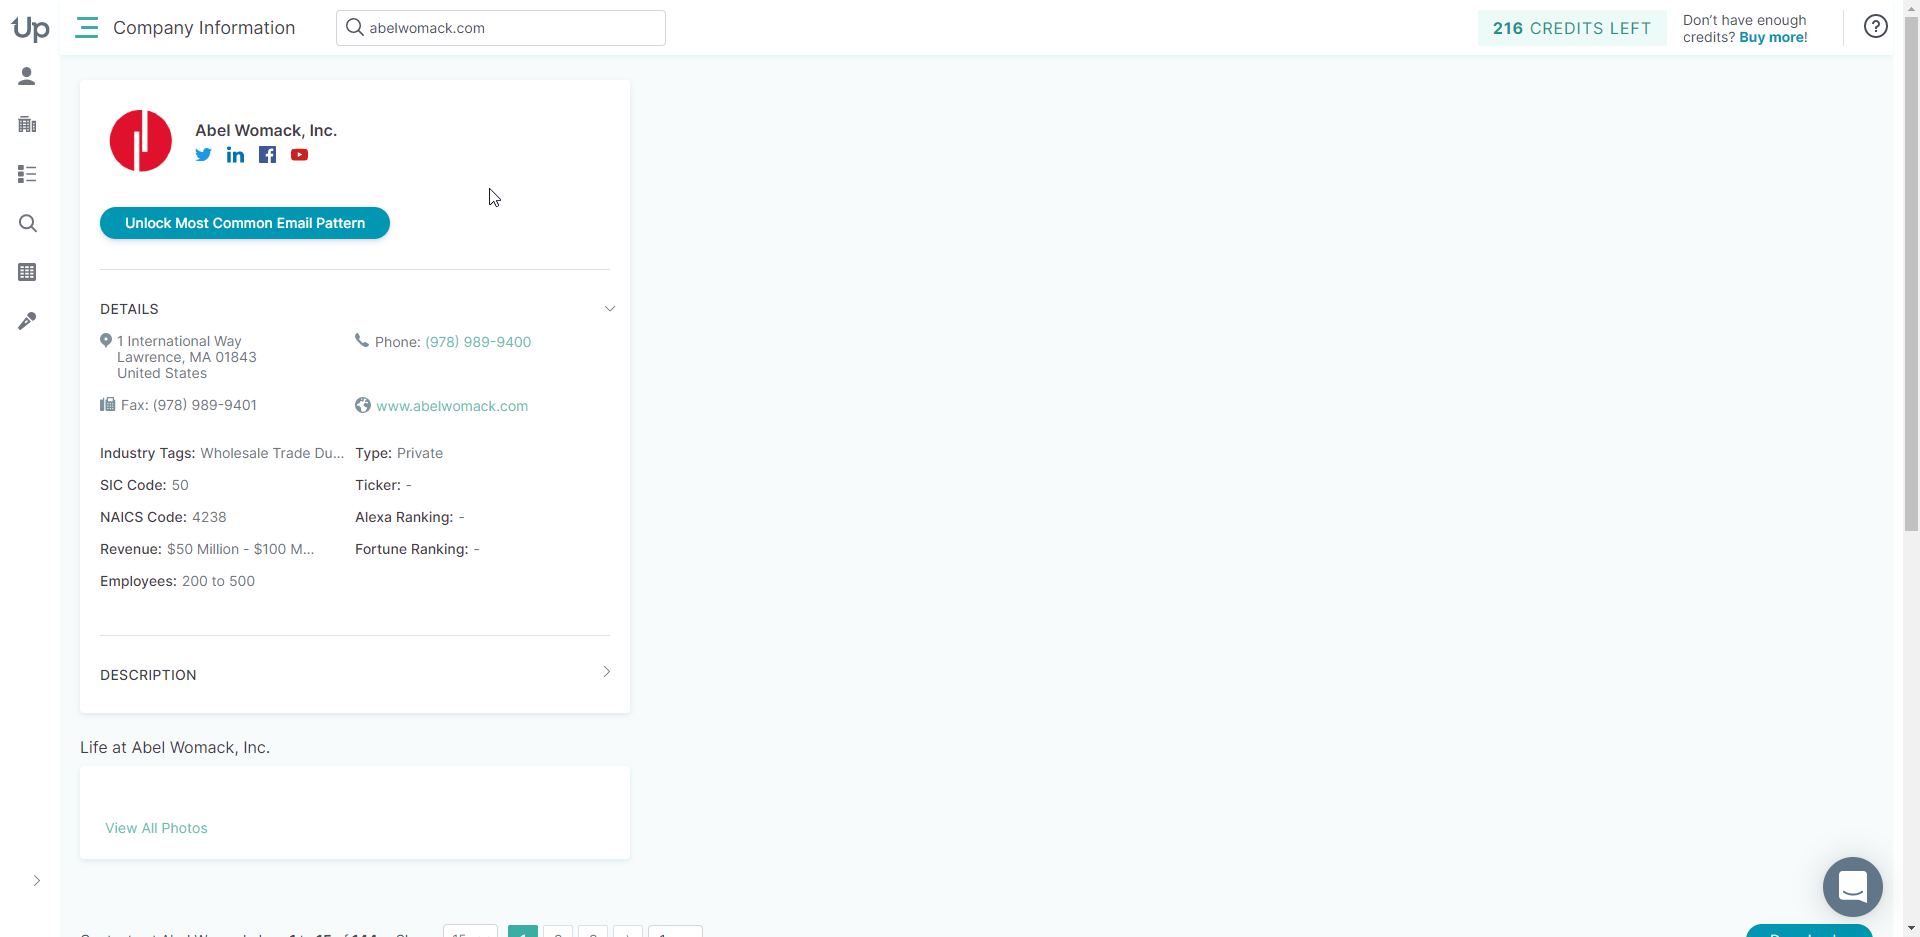 Up
Company Information
abelwomack.com
216 CREDITS LEFT
Don't have enough
credits? Buy more!
?
Abel Womack, Inc.
Unlock Most Common Email Pattern
DETAILS
1 International Way
Lawrence, MA 01843
United States
Phone: (978) 989-9400
Fax: (978) 989-9401
www.abelwomack.com
Industry Tags: Wholesale Trade Du...
Type: Private
SIC Code: 50
Ticker: -
NAICS Code: 4238
Alexa Ranking: -
Revenue: $50 Million - $100 M...
Fortune Ranking: -
Employees: 200 to 500
DESCRIPTION
Life at Abel Womack, Inc.
View All Photos